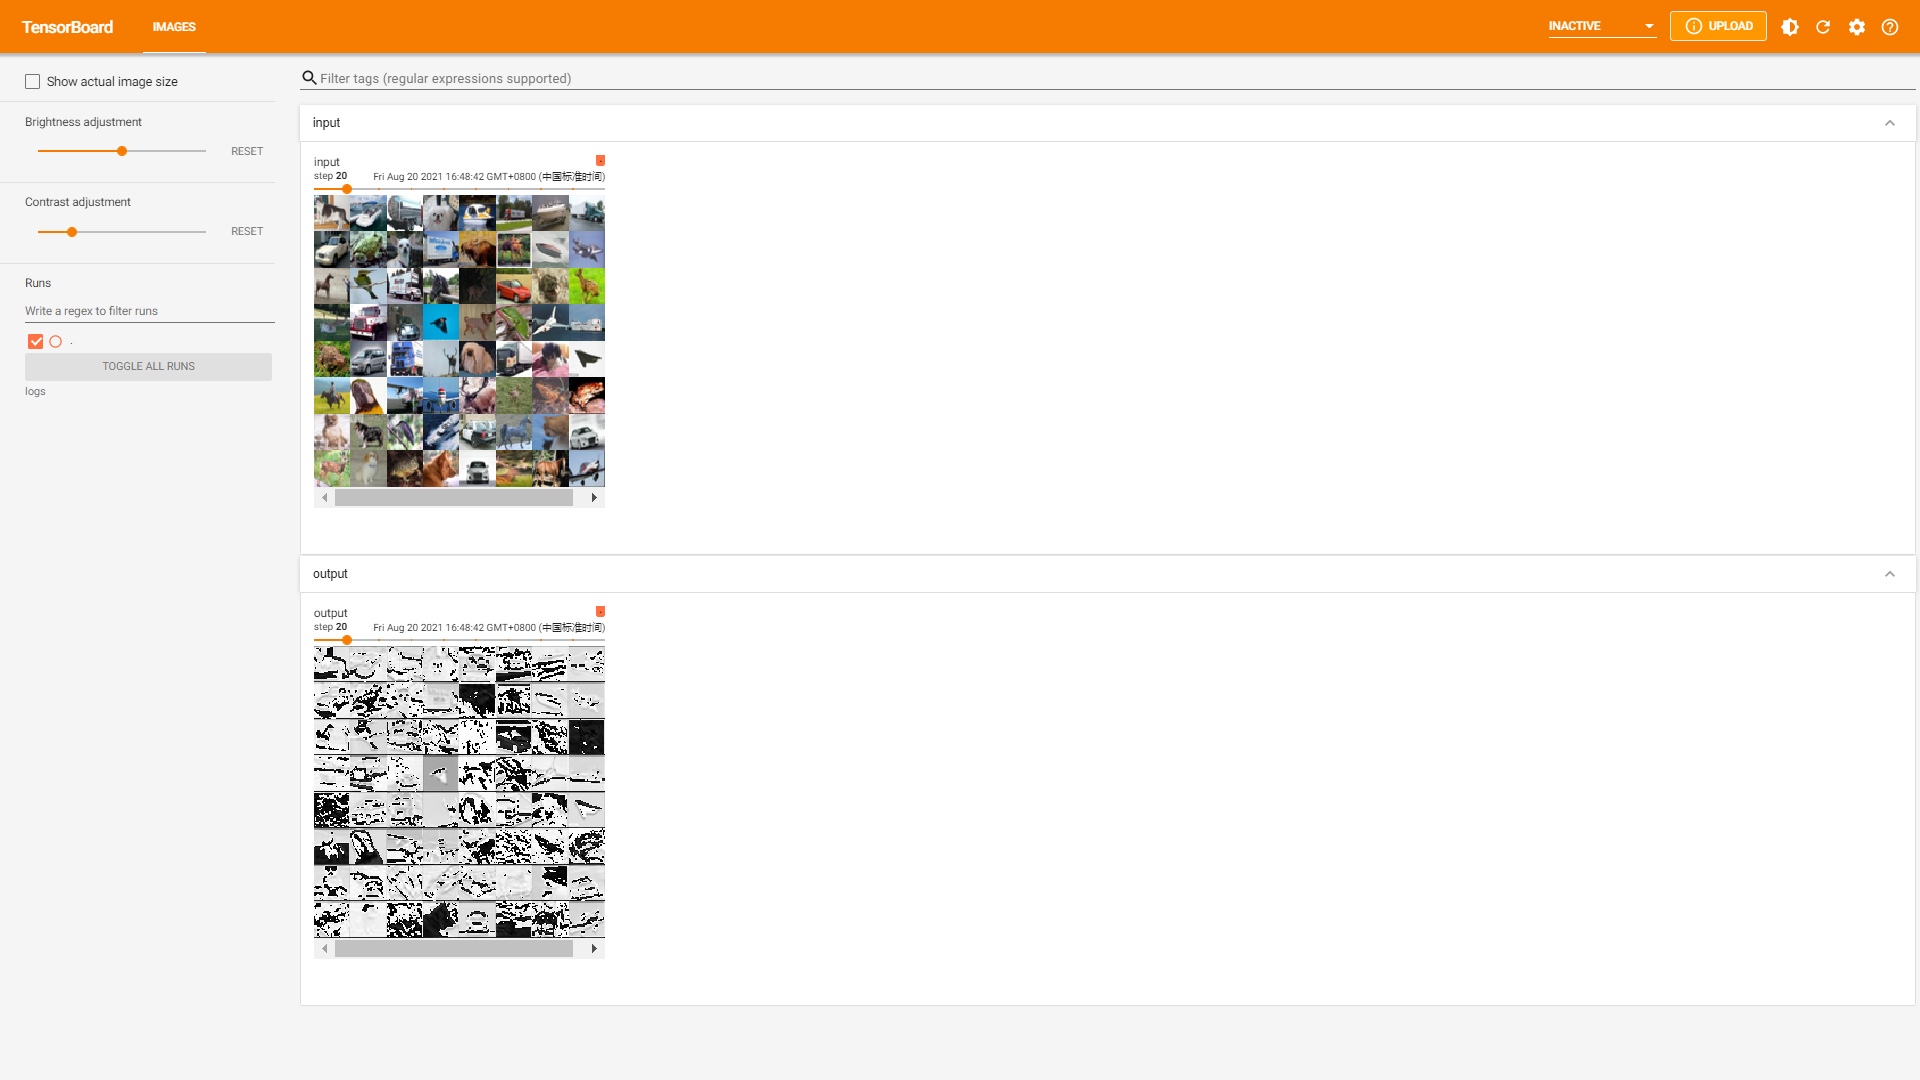 TensorBoard IMAGES INACTIVE UPLOAD
Show actual image size
Filter tags (regular expressions supported)
Brightness adjustment
RESET
Contrast adjustment
RESET
Runs
Write a regex to filter runs
.
TOGGLE ALL RUNS
logs
input
input
step 20 Fri Aug 20 2021 16:48:42 GMT+0800 (中国标准时间)
output
output
step 20 Fri Aug 20 2021 16:48:42 GMT+0800 (中国标准时间)